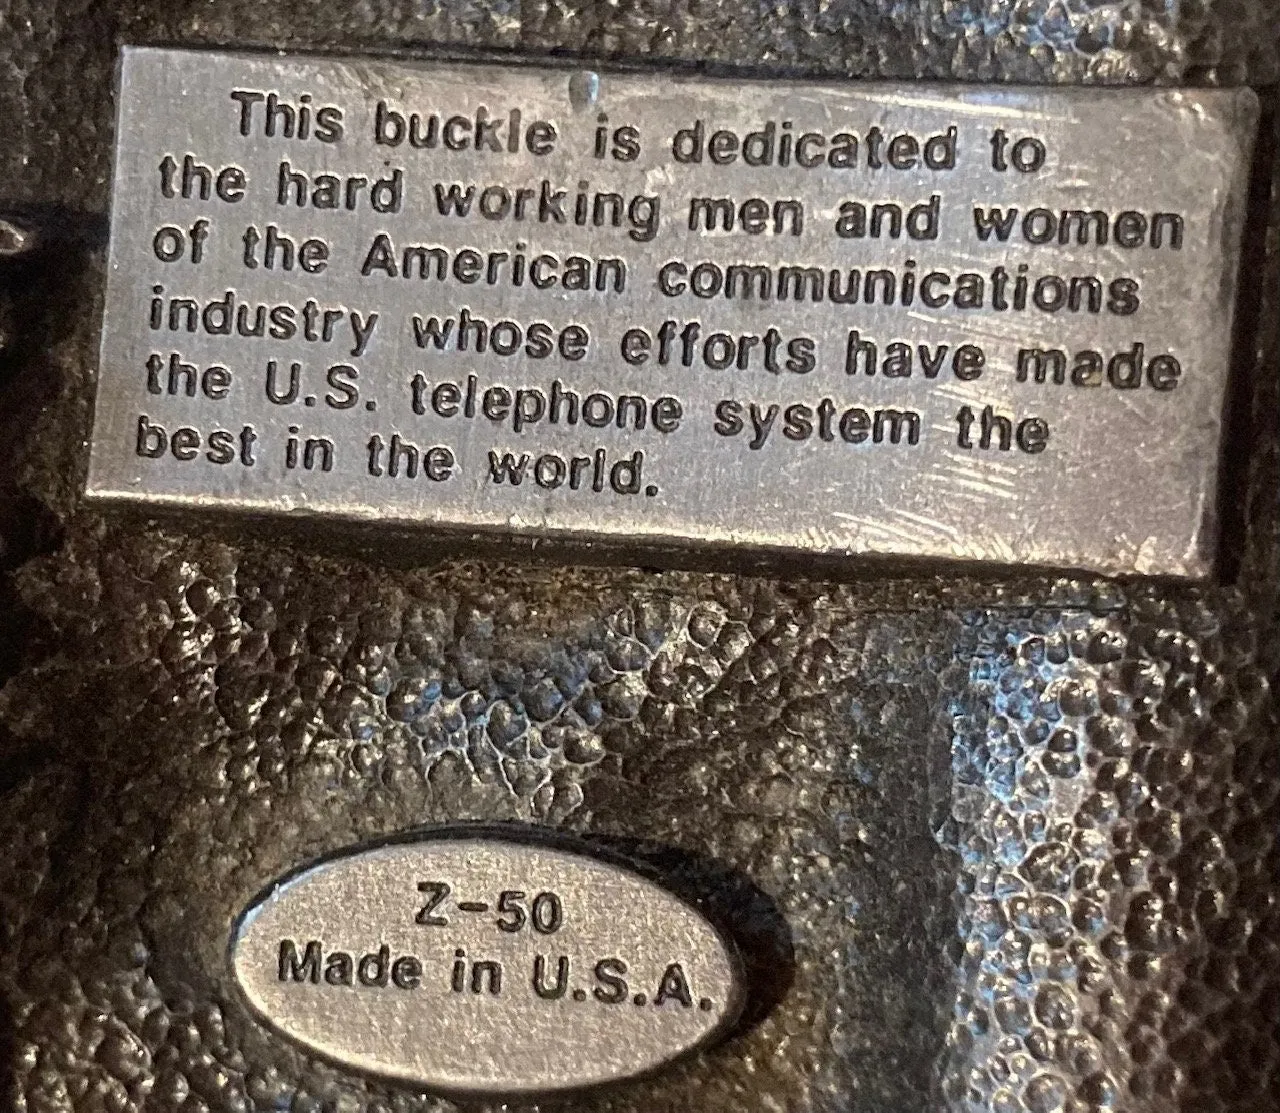 This buckle is dedicated to
the hard working men and women
of the American communications
industry whose efforts have made
the U.S. telephone system the
best in the world.
Z-50
Made in U.S.A.